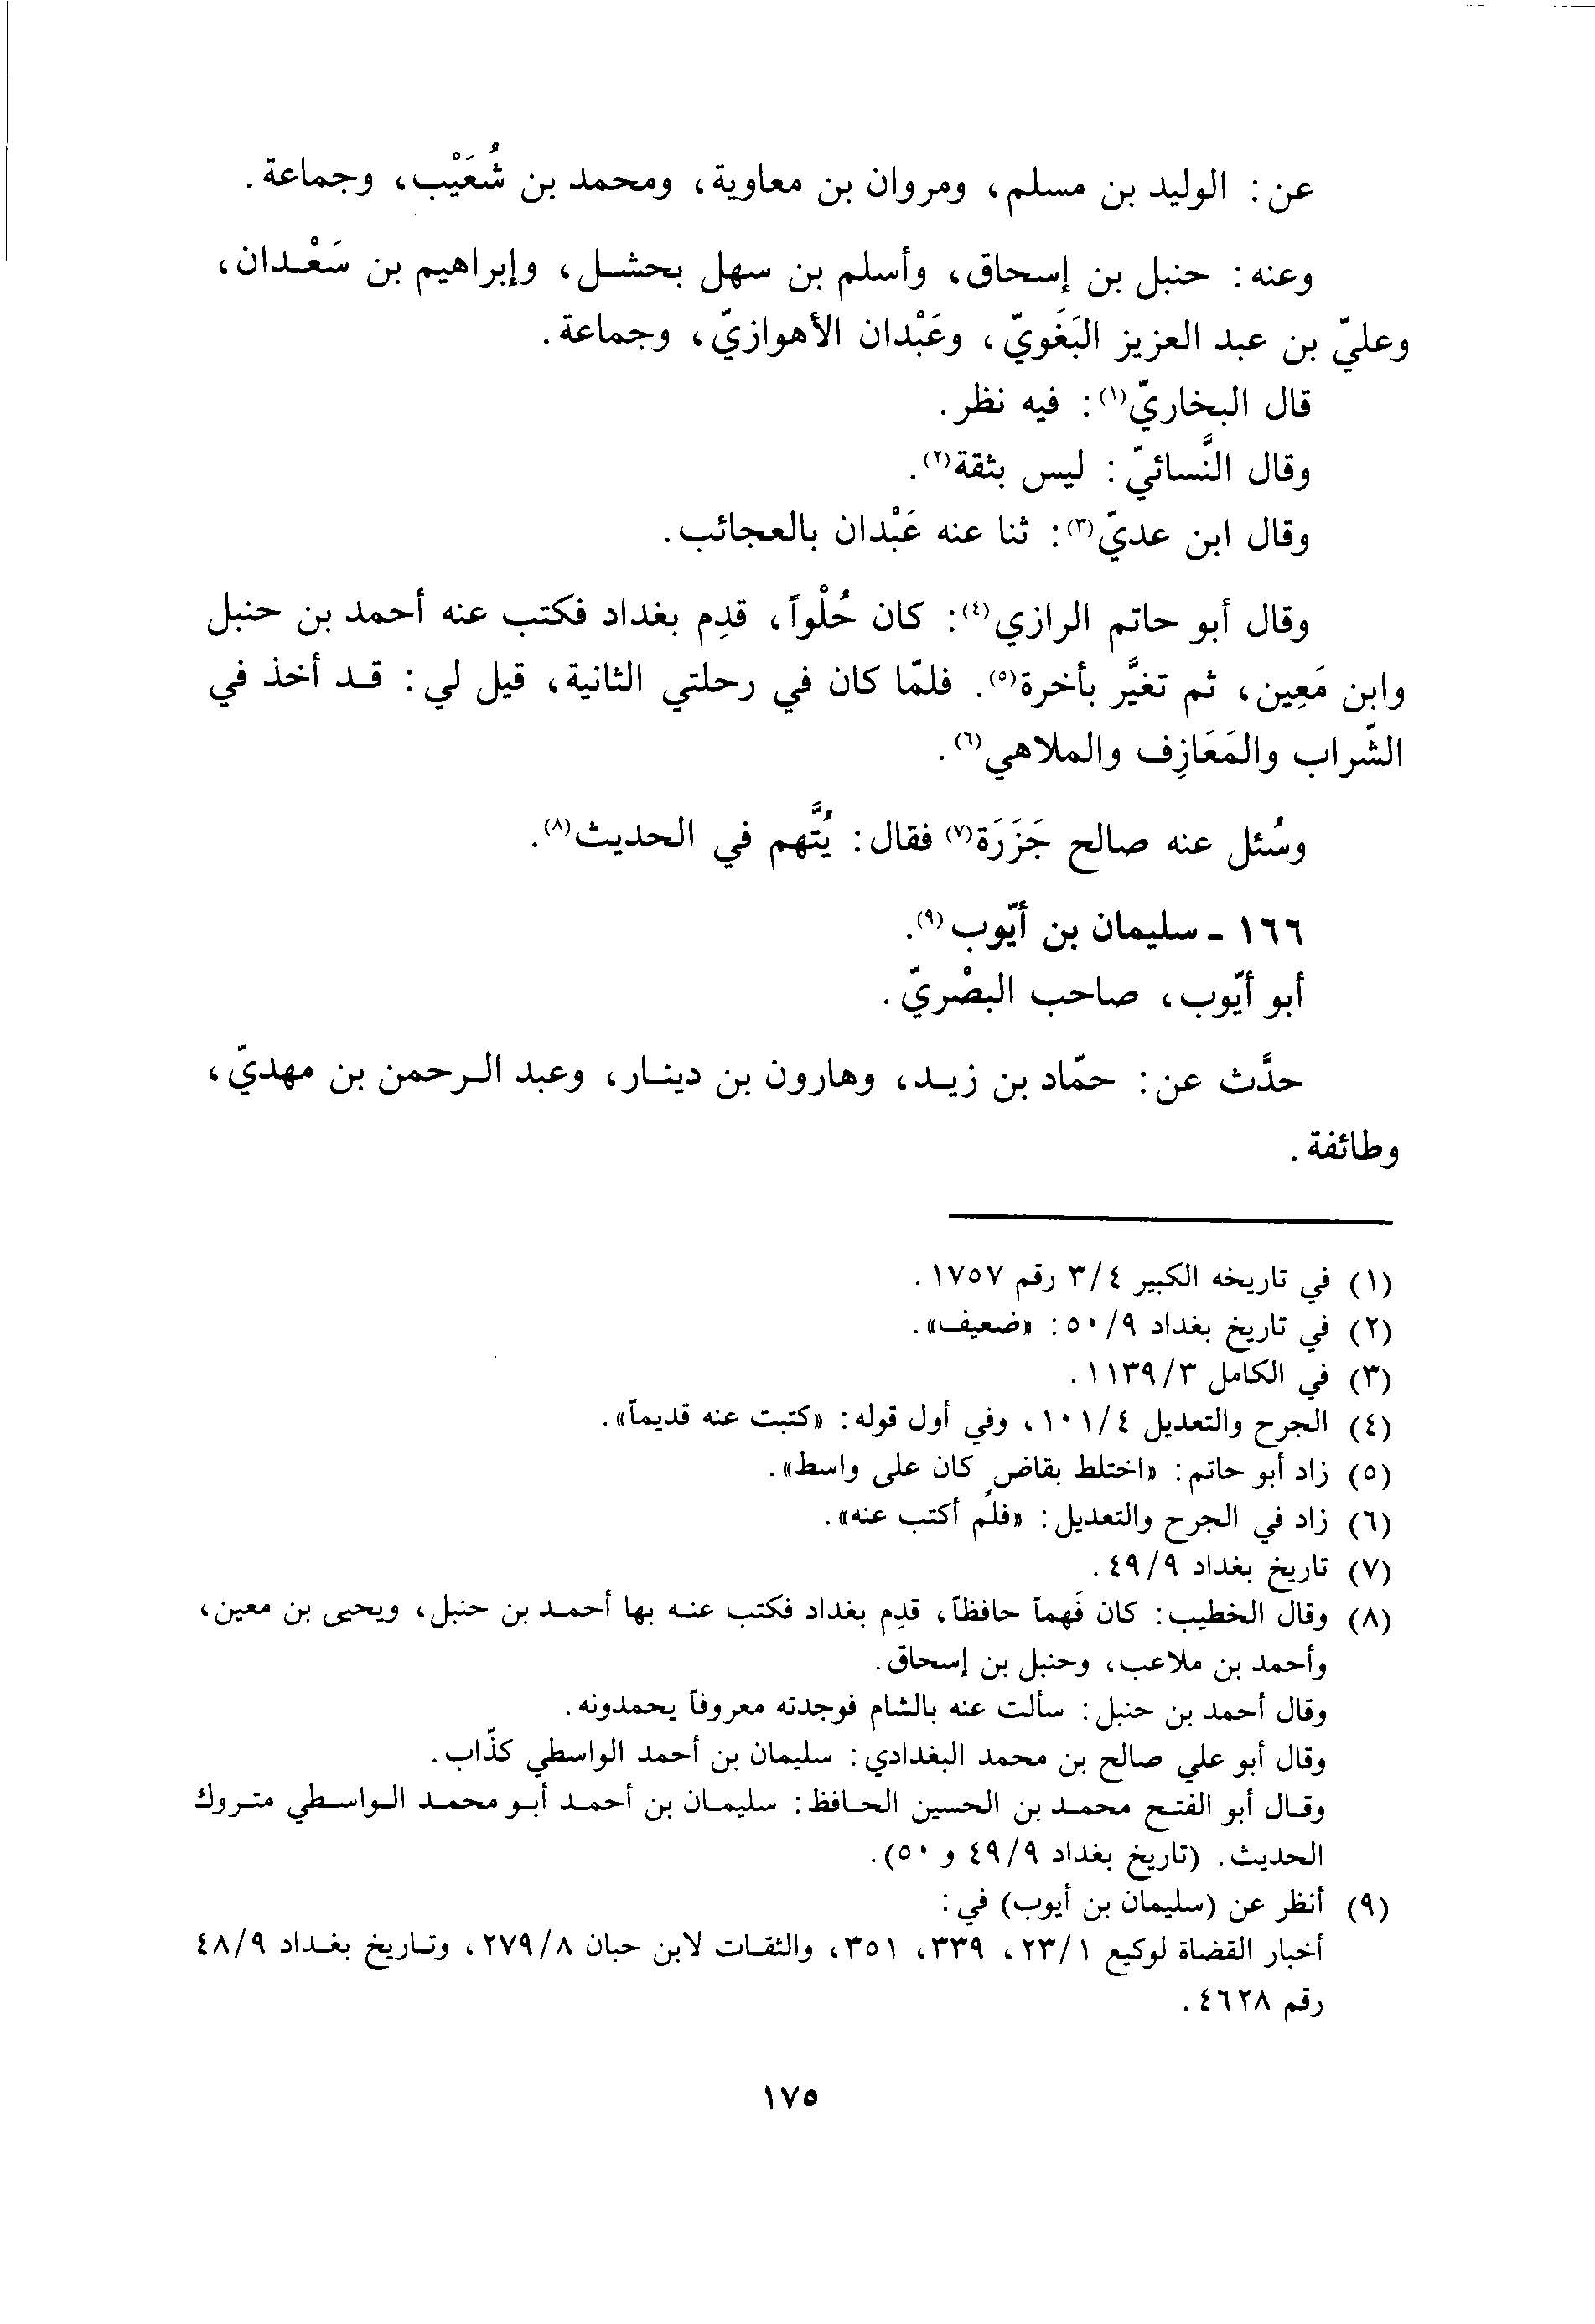 عن: الوليد بن مسلم، ومروان بن معاوية، ومحمد بن شُعَيْب، وجماعة.
وعنه: حنبل بن إسحاق، وأسلم بن سهل بحشل، وإبراهيم بن سَعْدان،
وعليّ بن عبد العزيز البَغَويّ، وعَبْدان الأهوازيّ، وجماعة.
قال البخاريّ(١): فيه نظر.
وقال النَّسائيّ: ليس بثقة(٢).
وقال ابن عديّ(٣): ثنا عنه عَبْدان بالعجائب.
وقال أبو حاتم الرازي(٤): كان حُلْواً، قدِم بغداد فكتب عنه أحمد بن حنبل
وابن مَعِين، ثم تغيَّر بأخرة(٥). فلمّا كان في رحلتي الثانية، قيل لي: قد أخذ في
الشّراب والمَعَازِف والملاهي(٦).
وسُئل عنه صالح جَزَرَة(٧) فقال: يُتَّهم في الحديث(٨).
١٦٦ - سليمان بن أيّوب(٩).
أبو أيّوب، صاحب البصْريّ.
حدَّث عن: حمّاد بن زيد، وهارون بن دينار، وعبد الرحمن بن مهديّ،
وطائفة.
(١) في تاريخه الكبير ٣/٤ رقم ١٧٥٧.
(٢) في تاريخ بغداد ٥٠/٩: «ضعيف».
(٣) في الكامل ١١٣٩/٣.
(٤) الجرح والتعديل ١٠١/٤، وفي أول قوله: «كتبت عنه قديماً».
(٥) زاد أبو حاتم: «اختلط بقاضٍ كان على واسط».
(٦) زاد في الجرح والتعديل: «فلم أكتب عنه».
(٧) تاريخ بغداد ٤٩/٩.
(٨) وقال الخطيب: كان فَهماً حافظاً، قدِم بغداد فكتب عنه بها أحمد بن حنبل، ويحيى بن معين،
وأحمد بن ملاعب، وحنبل بن إسحاق.
وقال أحمد بن حنبل: سألت عنه بالشام فوجدته معروفاً يحمدونه.
وقال أبو علي صالح بن محمد البغدادي: سليمان بن أحمد الواسطي كذّاب.
وقال أبو الفتح محمد بن الحسين الحافظ: سليمان بن أحمد أبو محمد الواسطي متروك
الحديث. (تاريخ بغداد ٤٩/٩ و ٥٠).
(٩) أنظر عن (سليمان بن أيوب) في:
أخبار القضاة لوكيع ٢٣/١، ٣٣٩، ٣٥١، والثقات لابن حبان ٢٧٩/٨، وتاريخ بغداد ٤٨/٩
رقم ٤٦٢٨.
١٧٥